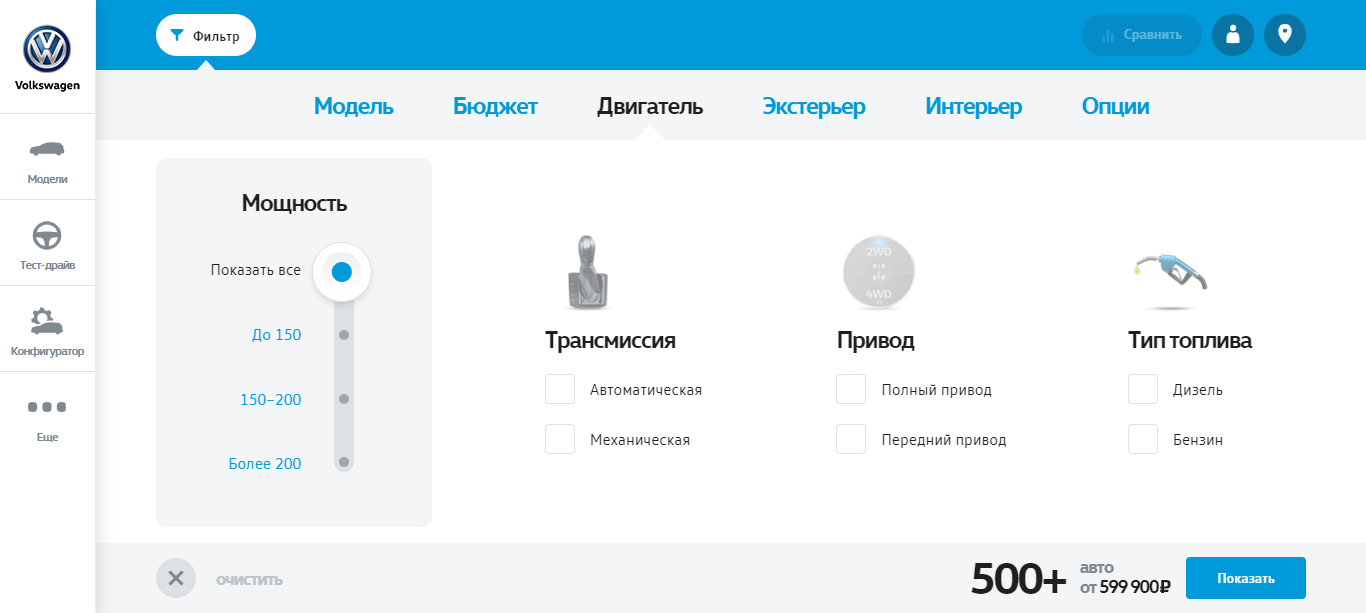 Volkswagen
Модели
Тест-драйв
Конфигуратор
Еще
Фильтр
Сравнить
Модель Бюджет Двигатель Экстерьер Интерьер Опции
Мощность
Показать все
До 150
150–200
Более 200
Трансмиссия
Автоматическая
Механическая
2WD
4WD
Привод
Полный привод
Передний привод
Тип топлива
Дизель
Бензин
ОЧИСТИТЬ
500+
авто
от 599 900₽
Показать